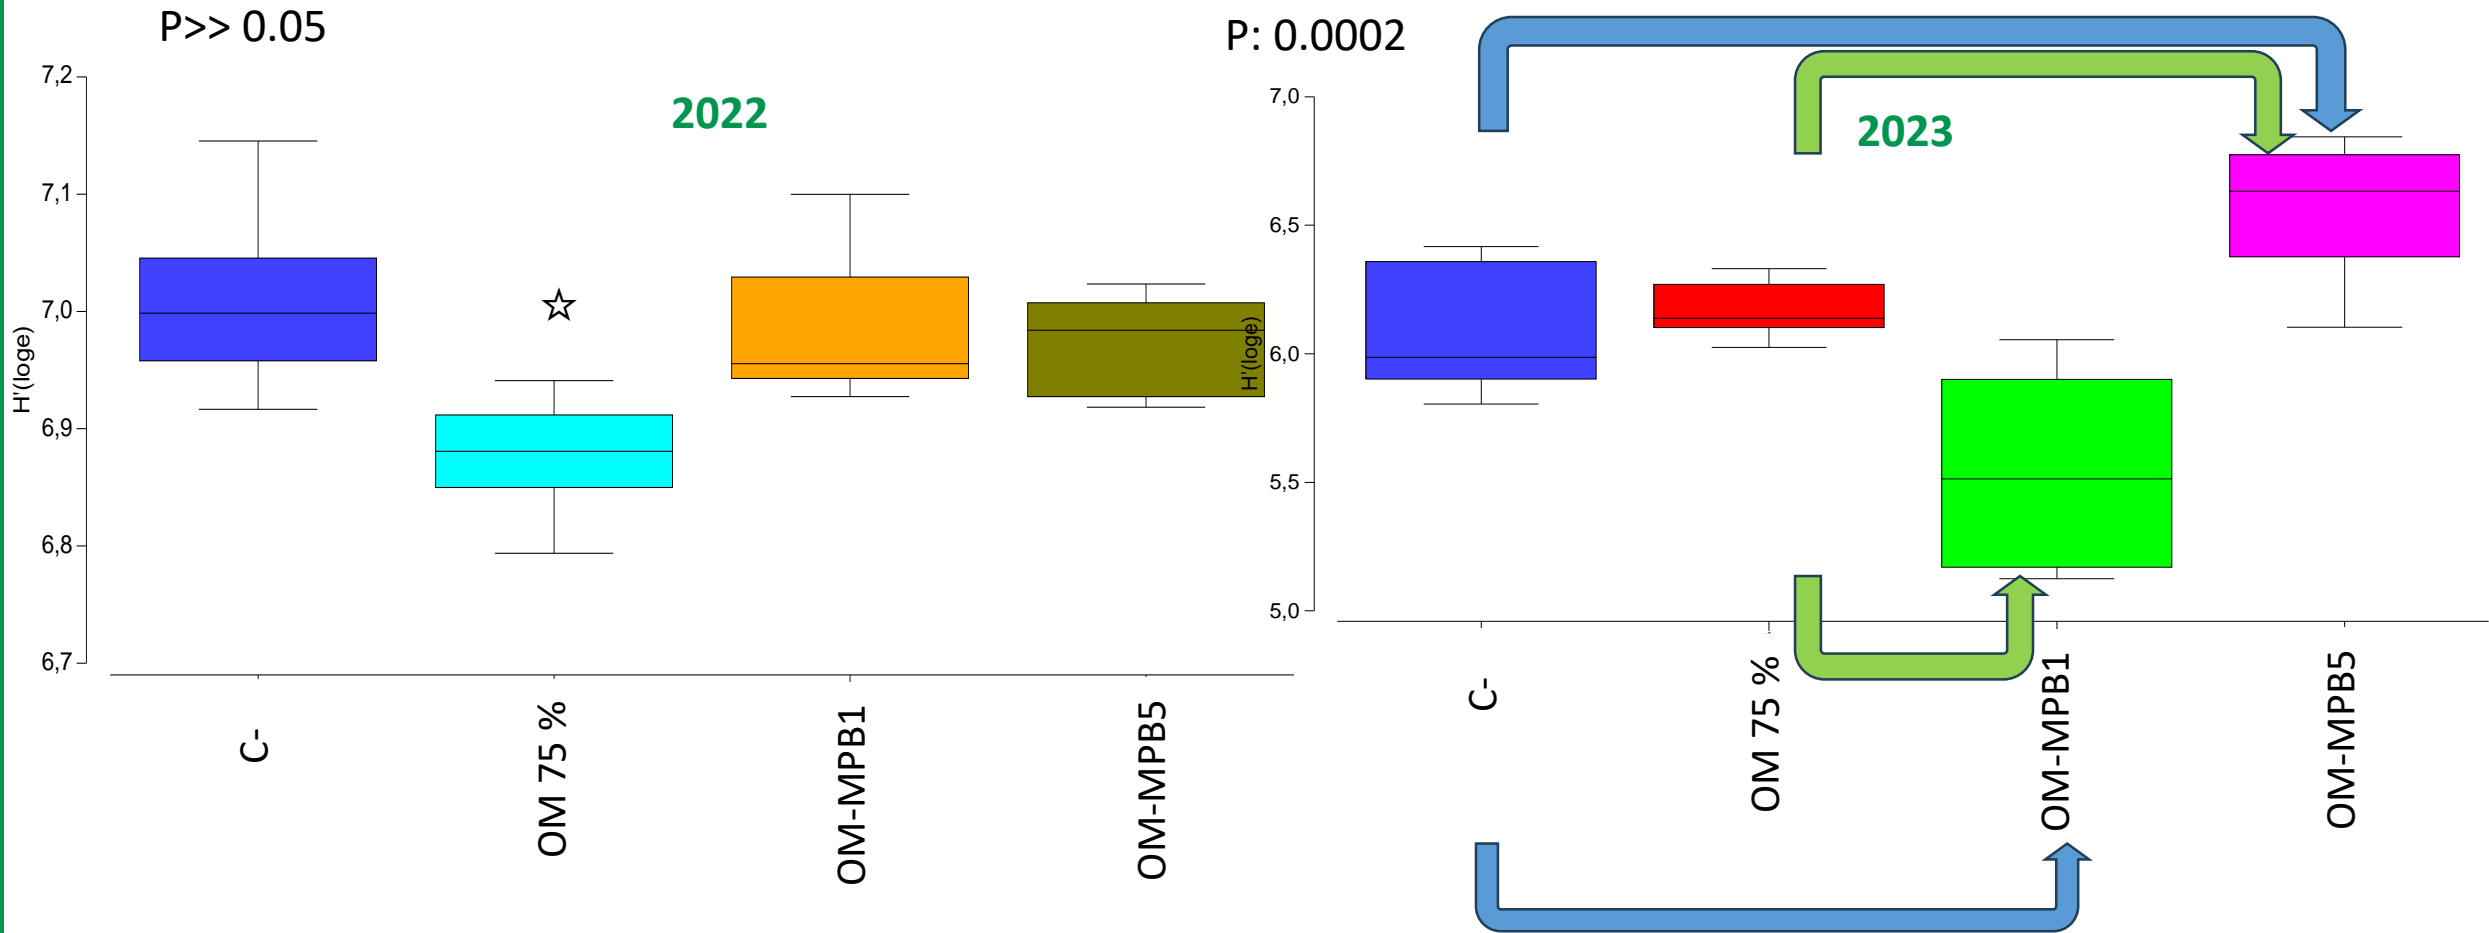 P>> 0.05
2022
7,2
7,1
7,0
6,9
6,8
6,7
H'(loge)
C-
OM 75 %
OM-MPB1
OM-MPB5
P: 0.0002
2023
7,0
6,5
6,0
5,5
5,0
H'(loge)
C-
OM 75 %
OM-MPB1
OM-MPB5